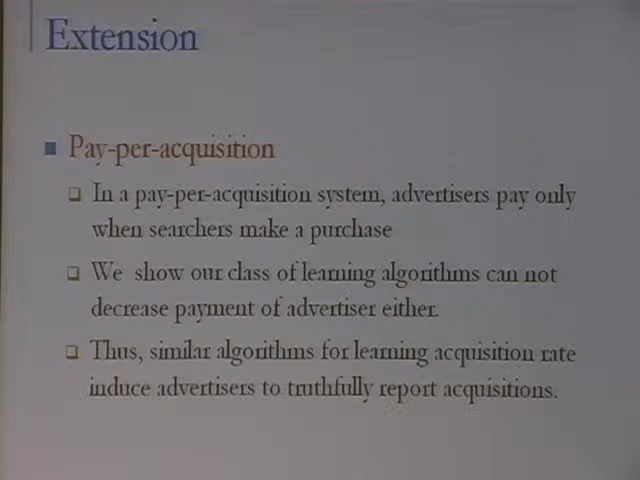 Extension
Pay-per-acquisition
In a pay-per-acquisition system, advertisers pay only
when searchers make a purchase
We show our class of learning algorithms can not
decrease payment of advertiser either.
Thus, similar algorithms for learning acquisition rate
induce advertisers to truthfully report acquisitions.